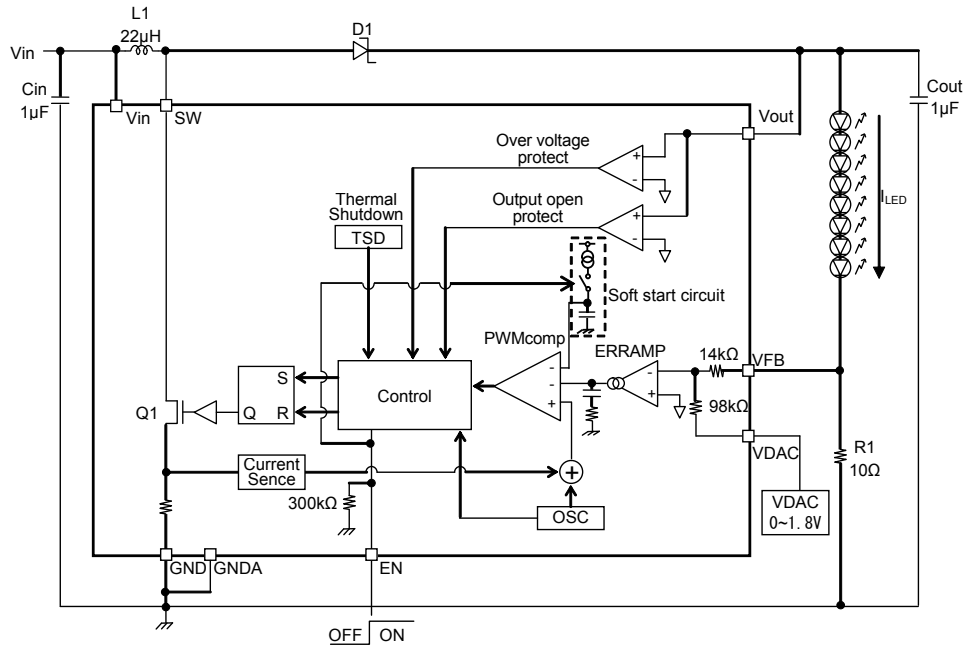 L1
22μH
D1
Vin
Cin
1μF
Vin
SW
Vout
Cout
1μF
Over voltage
protect
Thermal
Shutdown
TSD
Output open
protect
ILED
Soft start circuit
PWMcomp
ERRAMP
14kΩ
VFB
98kΩ
S
Q
R
Control
Q1
VDAC
R1
10Ω
Current
Sence
300kΩ
OSC
VDAC
0~1.8V
GND
GNDA
EN
OFF
ON
+
-
+
-
-
-
+
-
+
+